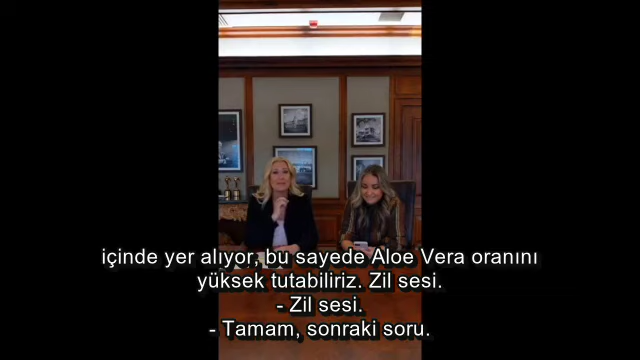 içinde yer alıyor, bu sayede Aloe Vera oranını
yüksek tutabiliriz. Zil sesi.
- Zil sesi.
- Tamam, sonraki soru.